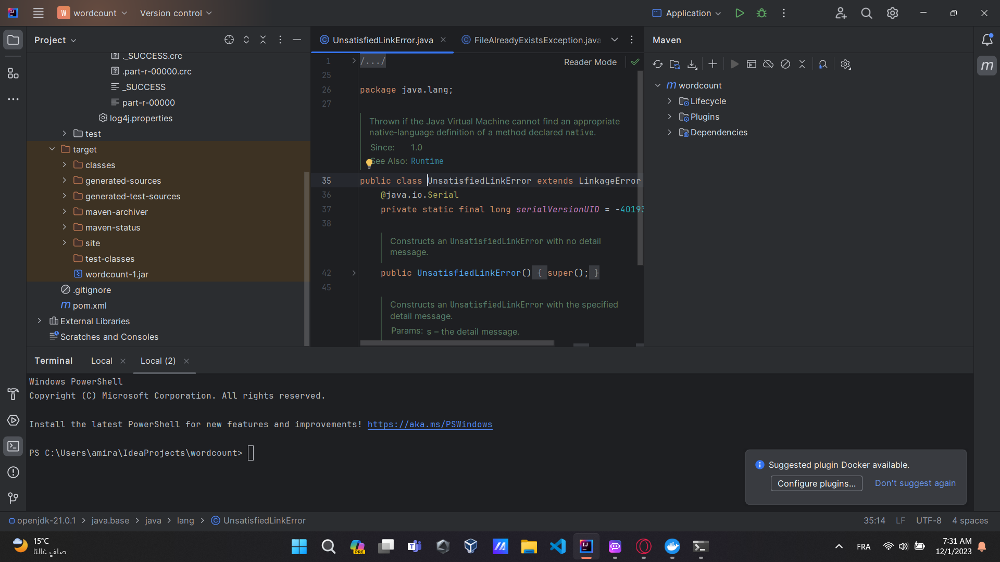 W wordcount
Version control
Application
Project
._SUCCESS.crc
.part-r-00000.crc
_SUCCESS
part-r-00000
log4j.properties
test
target
classes
generated-sources
generated-test-sources
maven-archiver
maven-status
site
test-classes
wordcount-1.jar
.gitignore
pom.xml
External Libraries
Scratches and Consoles
UnsatisfiedLinkError.java
FileAlreadyExistsException.java
Reader Mode
1 /.../
25
26 package java.lang;
27
Thrown if the Java Virtual Machine cannot find an appropriate
native-language definition of a method declared native.
Since: 1.0
See Also: Runtime
35 public class UnsatisfiedLinkError extends LinkageError
36 @java.io.Serial
37 private static final long serialVersionUID = -40193
38
Constructs an UnsatisfiedLinkError with no detail
message.
42 public UnsatisfiedLinkError() { super(); }
45
Constructs an UnsatisfiedLinkError with the specified
detail message.
Params: s – the detail message.
Maven
m wordcount
Lifecycle
Plugins
Dependencies
m
Terminal
Local
Local (2)
Windows PowerShell
Copyright (C) Microsoft Corporation. All rights reserved.
Install the latest PowerShell for new features and improvements! https://aka.ms/PSWindows
PS C:\Users\amira\IdeaProjects\wordcount>
Suggested plugin Docker available.
Configure plugins...
Don't suggest again
openjdk-21.0.1 > java.base > java > lang > UnsatisfiedLinkError
35:14 LF UTF-8 4 spaces
15°C
صافٍ غالبًا
PRE
FRA
7:31 AM
12/1/2023